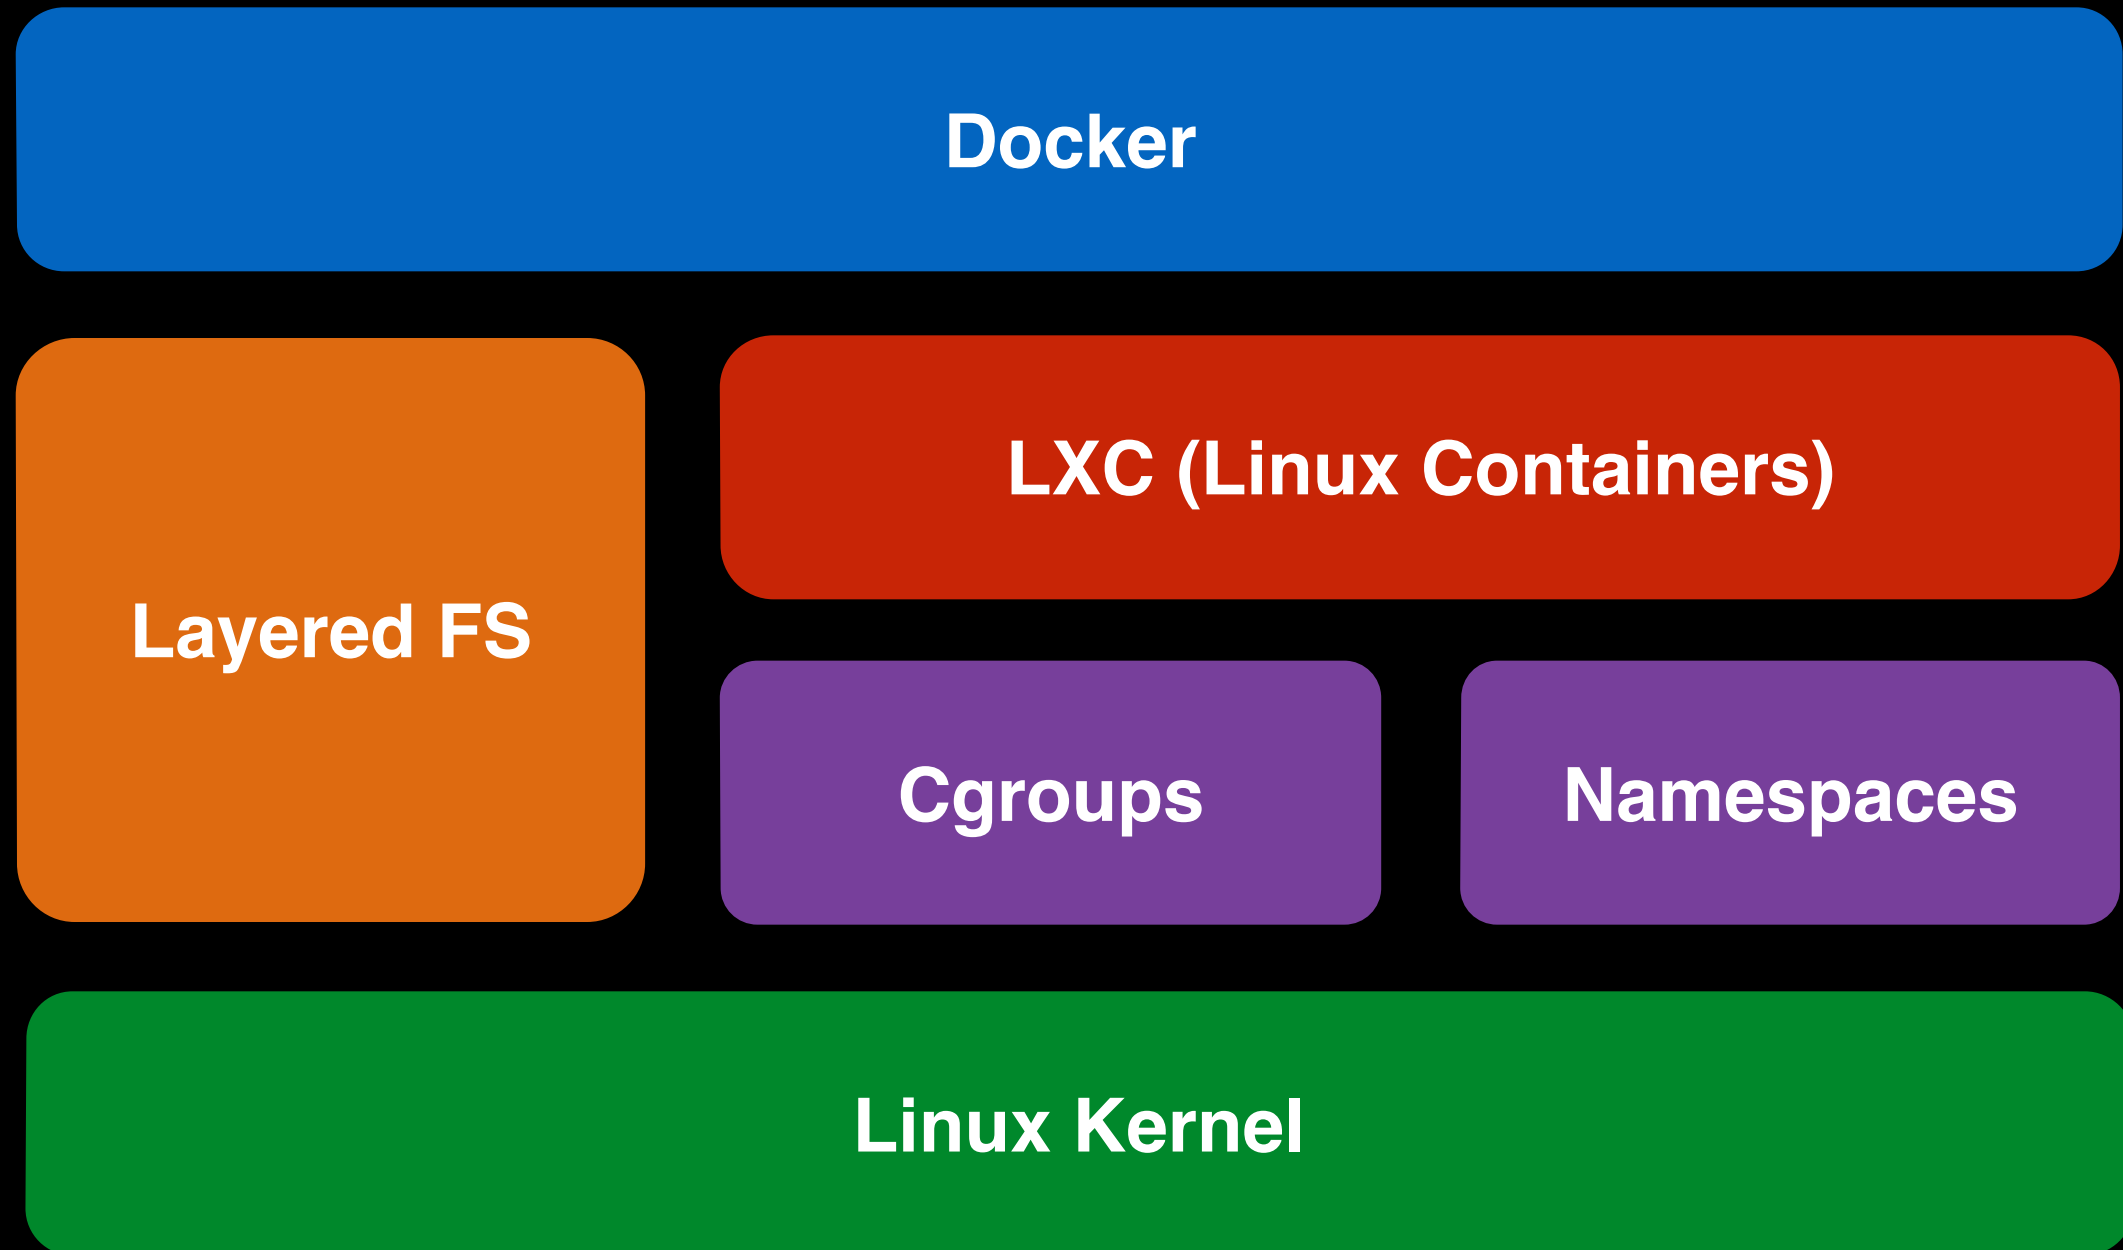 Docker
LXC (Linux Containers)
Layered FS
Cgroups
Namespaces
Linux Kernel